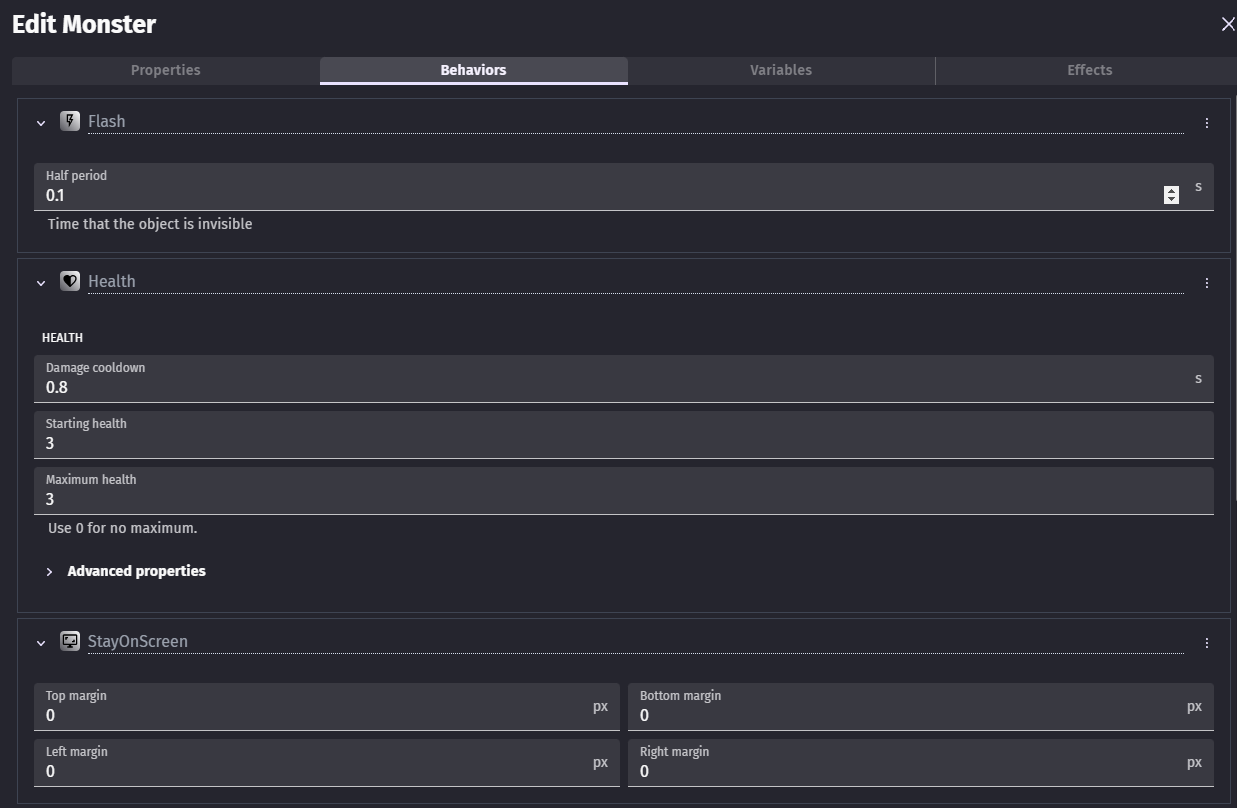 Edit Monster
Properties
Behaviors
Variables
Effects
Flash
Half period
0.1
s
Time that the object is invisible
Health
HEALTH
Damage cooldown
0.8
s
Starting health
3
Maximum health
3
Use 0 for no maximum.
Advanced properties
StayOnScreen
Top margin
0
px
Bottom margin
0
px
Left margin
0
px
Right margin
0
px